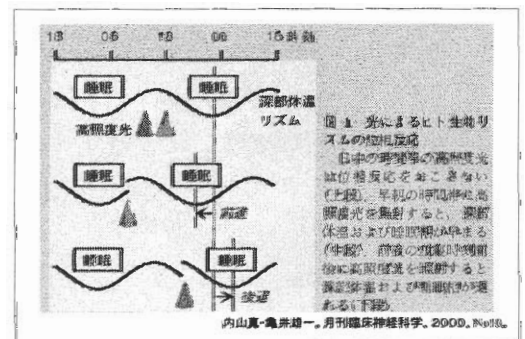 18 06 18 06 18 時刻
睡眠 睡眠
深部体温
リズム
高照度光
睡眠 睡眠
前進
睡眠 睡眠
後退
図 光によるヒト生物リ
ズムの位相反応
日中の 高照度光
は位相反応をおこさない
(上段)、早朝の時間帯に高
照度光を照射すると、深部
体温および睡眠相が早まる
(中段)、前後の 時刻前
後に高照度光を照射すると
深部体温および睡眠相が遅
れる(下段)。
内山真・亀井雄一。月刊臨床神経科学。2000。